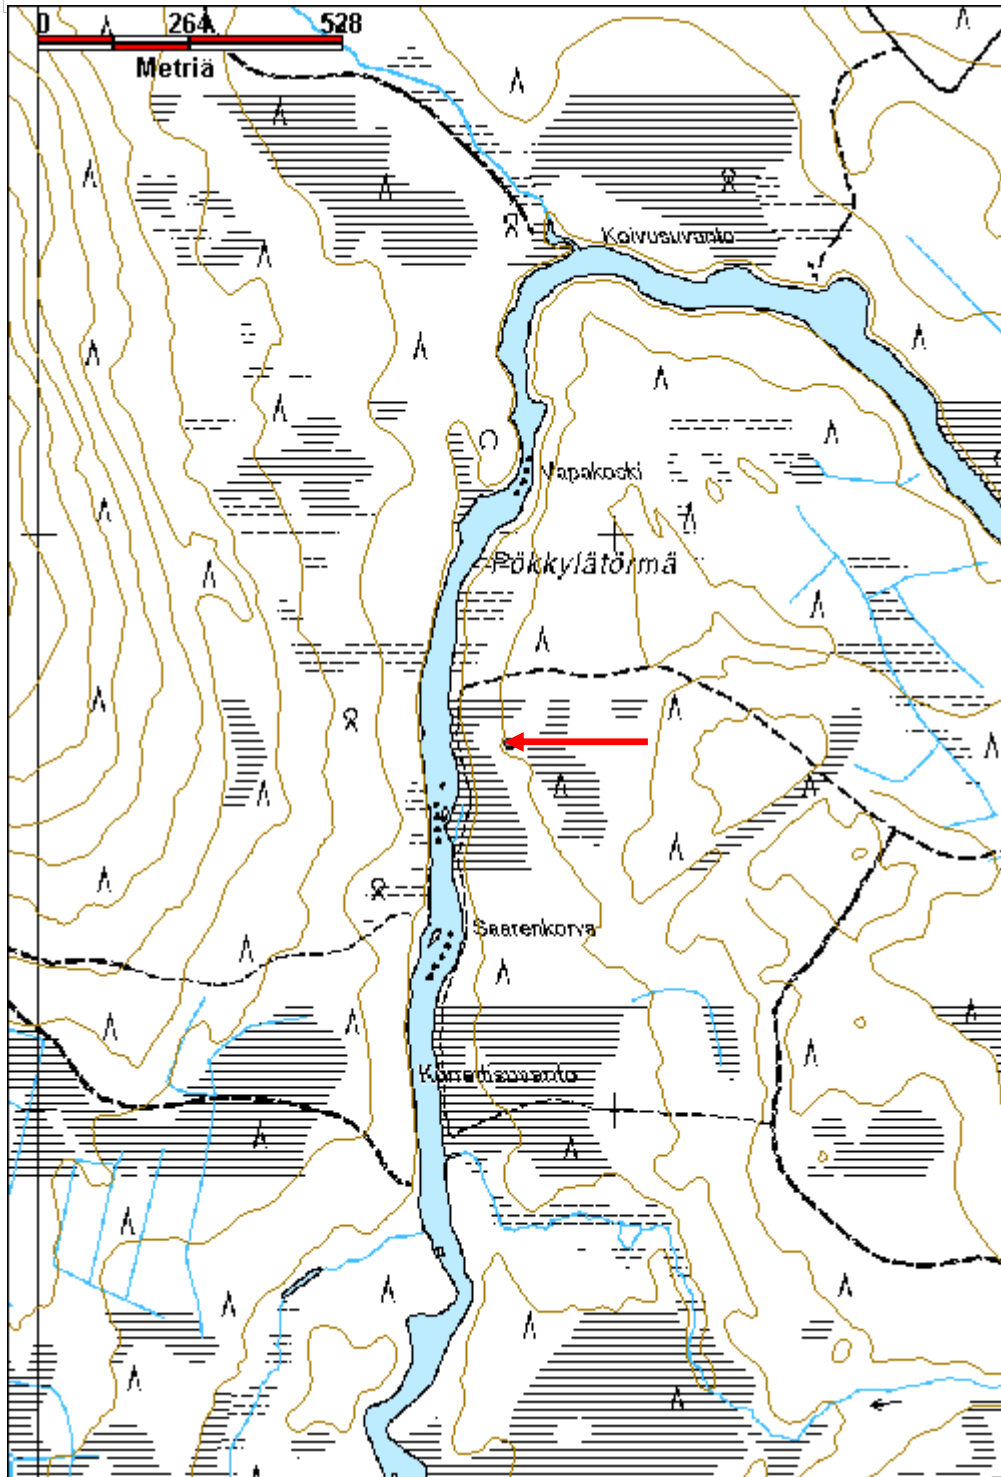 0 264 528
Metriä
Koivusuvanto
Vapakoski
Pökkylätörmä
Saarenkorva